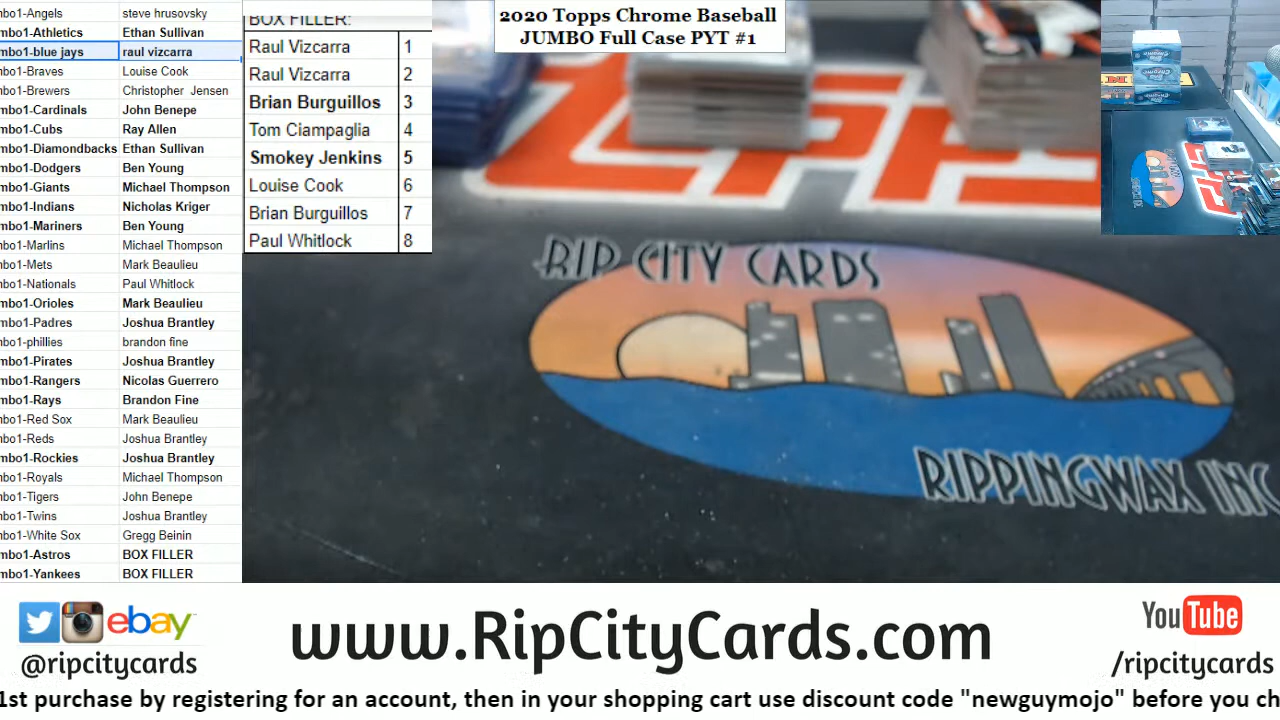 mbo1-Angels steve hrusovsky
mbo1-Athletics Ethan Sullivan
mbo1-blue jays raul vizcarra
mbo1-Braves Louise Cook
mbo1-Brewers Christopher Jensen
mbo1-Cardinals John Benepe
mbo1-Cubs Ray Allen
mbo1-Diamondbacks Ethan Sullivan
mbo1-Dodgers Ben Young
mbo1-Giants Michael Thompson
mbo1-Indians Nicholas Kriger
mbo1-Mariners Ben Young
mbo1-Marlins Michael Thompson
mbo1-Mets Mark Beaulieu
mbo1-Nationals Paul Whitlock
mbo1-Orioles Mark Beaulieu
mbo1-Padres Joshua Brantley
mbo1-phillies brandon fine
mbo1-Pirates Joshua Brantley
mbo1-Rangers Nicolas Guerrero
mbo1-Rays Brandon Fine
mbo1-Red Sox Mark Beaulieu
mbo1-Reds Joshua Brantley
mbo1-Rockies Joshua Brantley
mbo1-Royals Michael Thompson
mbo1-Tigers John Benepe
mbo1-Twins Joshua Brantley
mbo1-White Sox Gregg Beinin
mbo1-Astros BOX FILLER
mbo1-Yankees BOX FILLER
BOX FILLER:
Raul Vizcarra 1
Raul Vizcarra 2
Brian Burguillos 3
Tom Ciampaglia 4
Smokey Jenkins 5
Louise Cook 6
Brian Burguillos 7
Paul Whitlock 8
2020 Topps Chrome Baseball
JUMBO Full Case PYT #1
RIP CITY CARDS
RIPPINGWAX INC
ebay
@ripcitycards
www.RipCityCards.com
YouTube
/ripcitycards
1st purchase by registering for an account, then in your shopping cart use discount code "newguymojo" before you ch